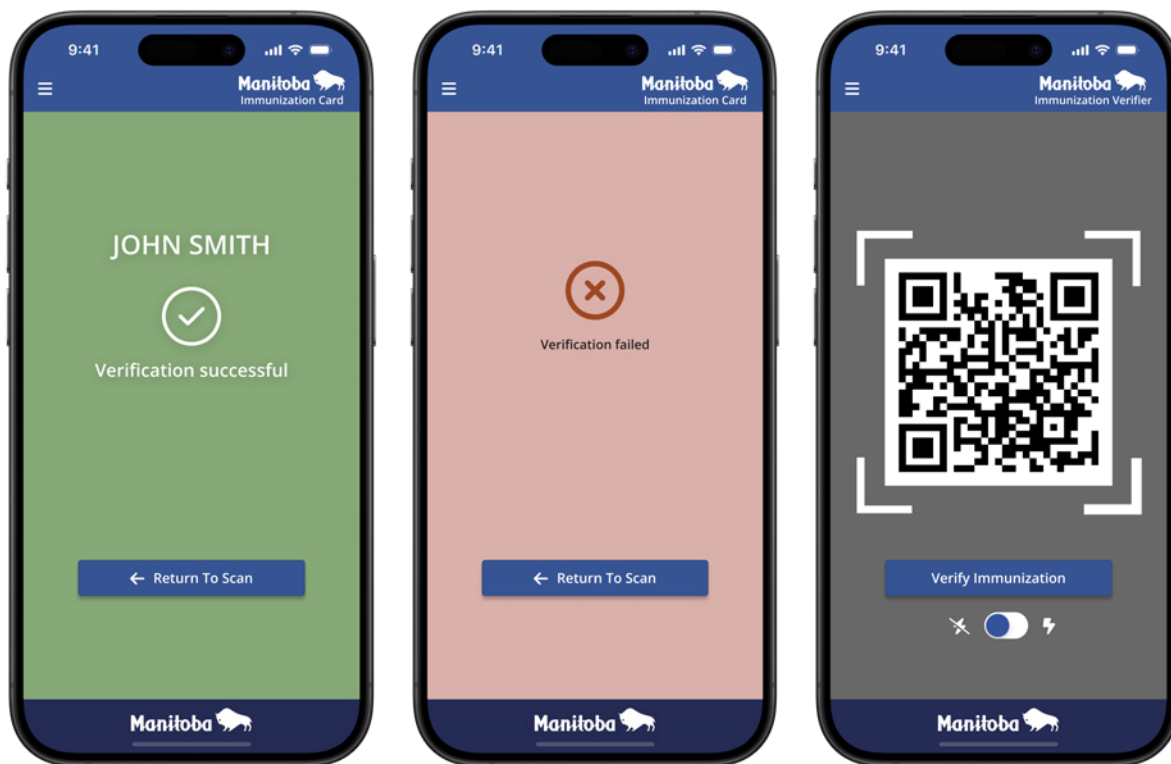 9:41
Manitoba
Immunization Card
JOHN SMITH
Verification successful
Return To Scan
Manitoba
9:41
Manitoba
Immunization Card
Verification failed
Return To Scan
Manitoba
9:41
Manitoba
Immunization Verifier
Verify Immunization
Manitoba